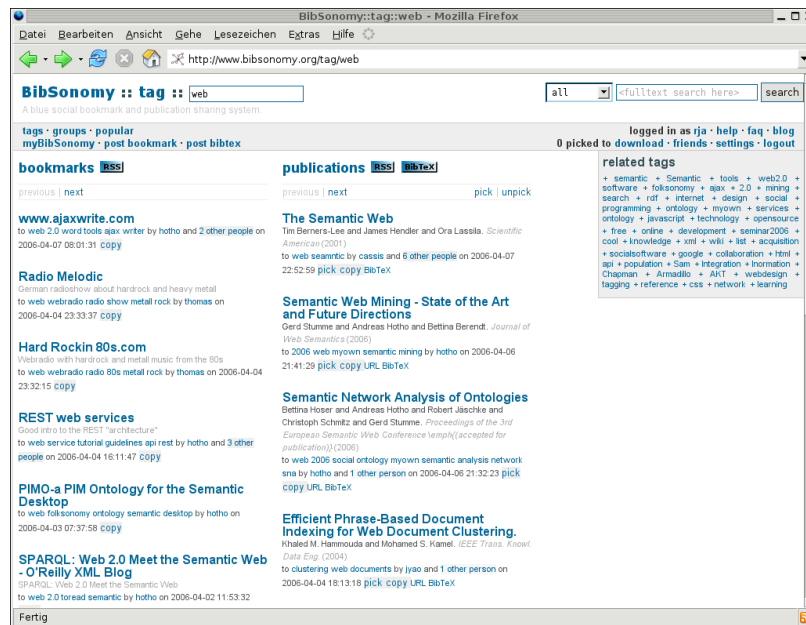 BibSonomy::tag::web - Mozilla Firefox
Datei Bearbeiten Ansicht Gehe Lesezeichen Extras Hilfe
http://www.bibsonomy.org/tag/web
BibSonomy :: tag :: web
all <fulltext search here> search
A blue social bookmark and publication sharing system.
tags · groups · popular
myBibSonomy · post bookmark · post bibtex
logged in as rja · help · faq · blog
0 picked to download · friends · settings · logout
bookmarks RSS
previous | next
www.ajaxwrite.com
to web 2.0 word tools ajax writer by hotho and 2 other people on
2006-04-07 08:01:31 copy
Radio Melodic
German radioshow about hardrock and heavy metall
to web webradio radio show metall rock by thomas on
2006-04-04 23:33:37 copy
Hard Rockin 80s.com
Webradio with hardrock and metall music from the 80s
to web webradio radio 80s metall rock by thomas on 2006-04-04
23:32:15 copy
REST web services
Good intro to the REST "architecture"
to web service tutorial guidelines api rest by hotho and 3 other
people on 2006-04-04 16:11:47 copy
PIMO-a PIM Ontology for the Semantic
Desktop
to web folksonomy ontology semantic desktop by hotho on
2006-04-03 07:37:58 copy
SPARQL: Web 2.0 Meet the Semantic Web
- O'Reilly XML Blog
SPARQL: Web 2.0 Meet the Semantic Web
to web 2.0 toread semantic by hotho on 2006-04-02 11:53:32
publications RSS BibTeX
previous | next pick | unpick
The Semantic Web
Tim Berners-Lee and James Hendler and Ora Lassila. Scientific
American (2001)
to web seamntic by cassis and 6 other people on 2006-04-07
22:52:59 pick copy BibTeX
Semantic Web Mining - State of the Art
and Future Directions
Gerd Stumme and Andreas Hotho and Bettina Berendt. Journal of
Web Semantics (2006)
to 2006 web myown semantic mining by hotho on 2006-04-06
21:41:29 pick copy URL BibTeX
Semantic Network Analysis of Ontologies
Bettina Hoser and Andreas Hotho and Robert Jäschke and
Christoph Schmitz and Gerd Stumme. Proceedings of the 3rd
European Semantic Web Conference \emph{(accepted for
publication)} (2006)
to web 2006 social ontology myown semantic analysis network
sna by hotho and 1 other person on 2006-04-06 21:32:23 pick
copy URL BibTeX
Efficient Phrase-Based Document
Indexing for Web Document Clustering.
Khaled M. Hammouda and Mohamed S. Kamel. IEEE Trans. Knowl.
Data Eng. (2004)
to clustering web documents by jyao and 1 other person on
2006-04-04 18:13:18 pick copy URL BibTeX
related tags
+ semantic + Semantic + tools + web2.0 +
software + folksonomy + ajax + 2.0 + mining +
search + rdf + internet + design + social +
programming + ontology + myown + services +
ontology + javascript + technology + opensource
+ free + online + development + seminar2006 +
cool + knowledge + xml + wiki + list + acquisition
+ socialsoftware + google + collaboration + html +
api + population + Sam + Integration + Inormation +
Chapman + Armadillo + AKT + webdesign +
tagging + reference + css + network + learning
Fertig